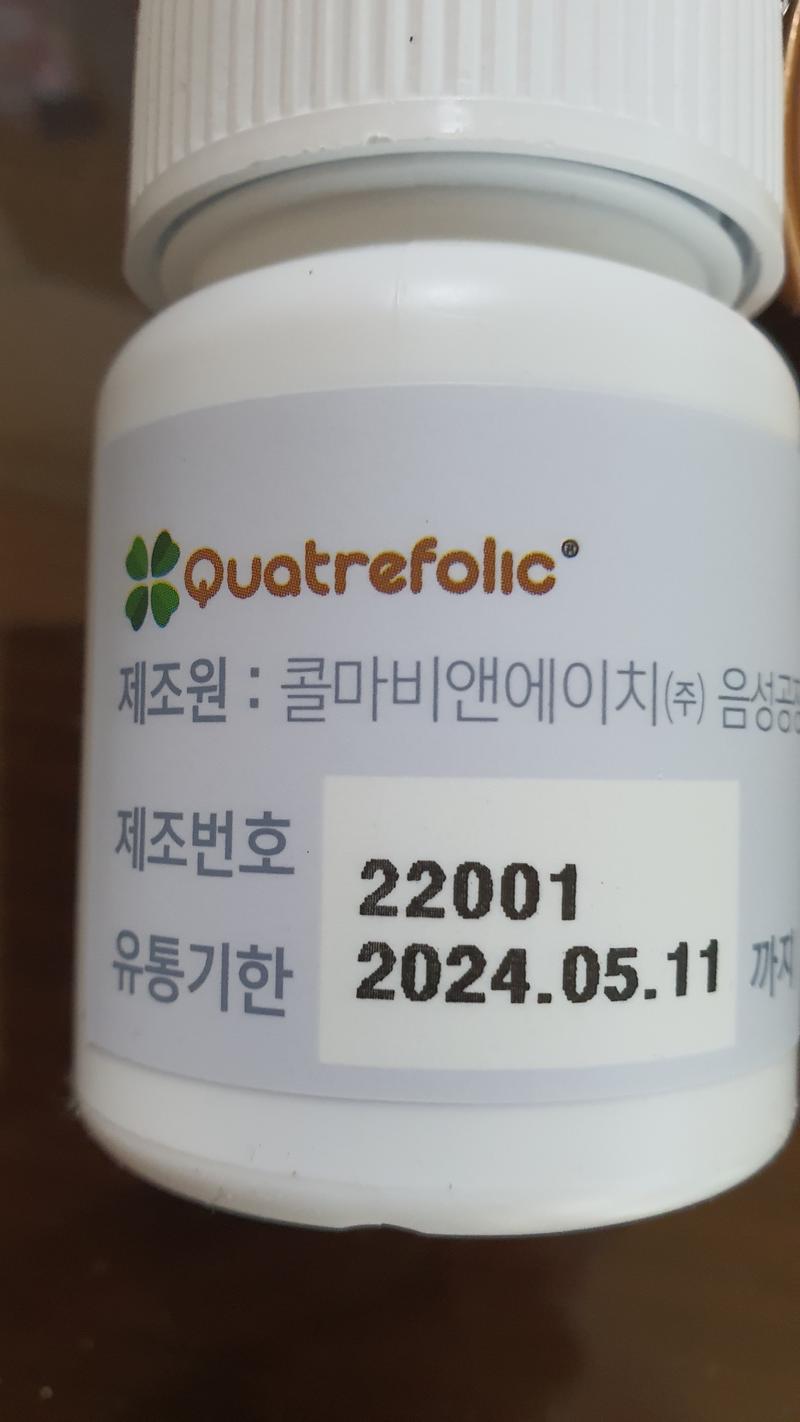 Quatrefolic®
제조원 : 콜마비앤에이치(주) 음성공장
제조번호 22001
유통기한 2024.05.11 까지